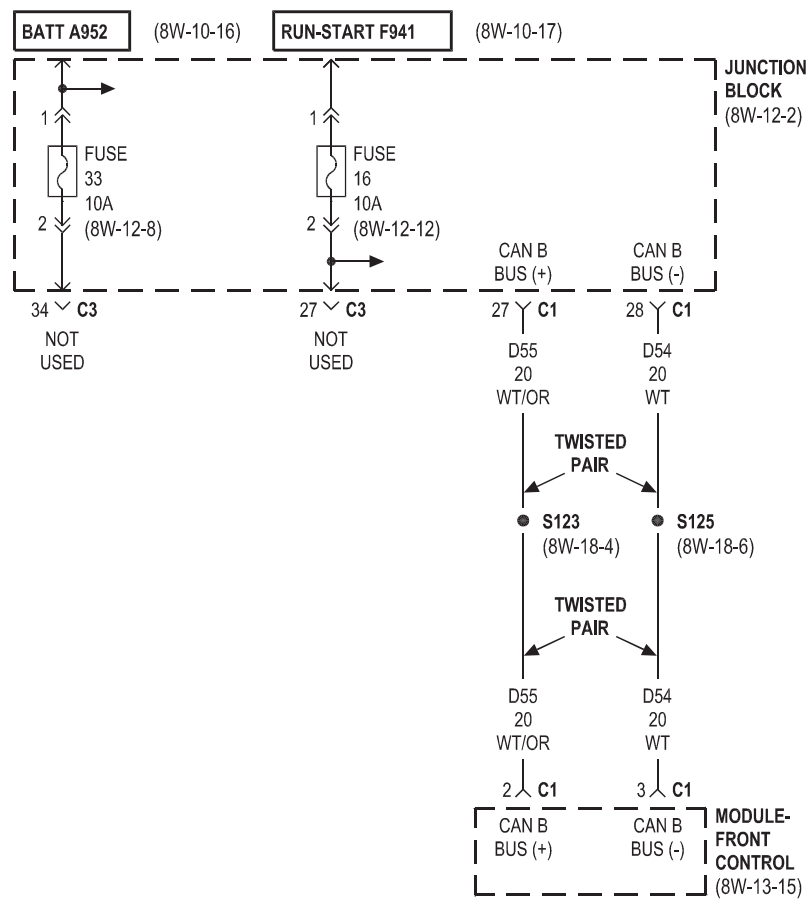 BATT A952 (8W-10-16) RUN-START F941 (8W-10-17)
JUNCTION
BLOCK
(8W-12-2)
1
FUSE
33
10A
2 (8W-12-8)
1
FUSE
16
10A
2 (8W-12-12)
CAN B
BUS (+)
CAN B
BUS (-)
34 C3
NOT
USED
27 C3
NOT
USED
27 C1
D55
20
WT/OR
28 C1
D54
20
WT
TWISTED
PAIR
S123
(8W-18-4)
S125
(8W-18-6)
TWISTED
PAIR
D55
20
WT/OR
D54
20
WT
2 C1
3 C1
CAN B
BUS (+)
CAN B
BUS (-)
MODULE-
FRONT
CONTROL
(8W-13-15)